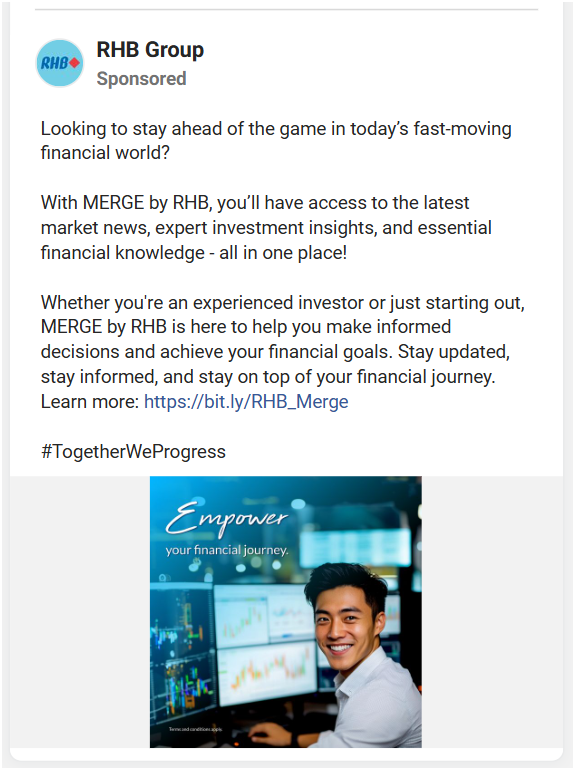 RHB
RHB Group
Sponsored
Looking to stay ahead of the game in today’s fast-moving
financial world?
With MERGE by RHB, you’ll have access to the latest
market news, expert investment insights, and essential
financial knowledge - all in one place!
Whether you're an experienced investor or just starting out,
MERGE by RHB is here to help you make informed
decisions and achieve your financial goals. Stay updated,
stay informed, and stay on top of your financial journey.
Learn more: https://bit.ly/RHB_Merge
#TogetherWeProgress
Empower
your financial journey.
Terms and conditions apply.